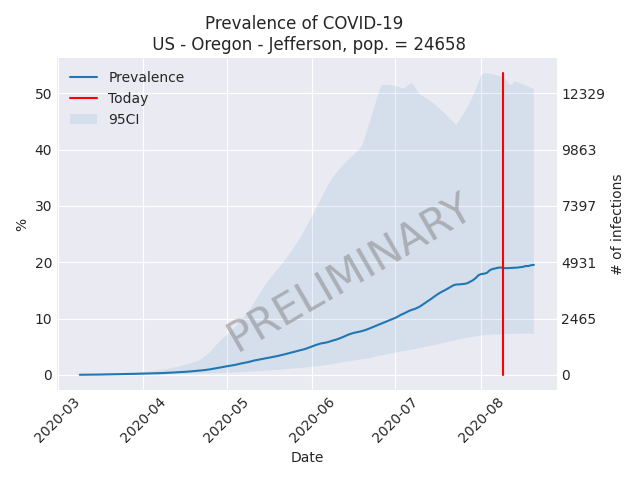 Prevalence of COVID-19
US - Oregon - Jefferson, pop. = 24658
Prevalence
Today
95CI
PRELIMINARY
50
40
30
20
10
0
%
12329
9863
7397
4931
2465
0
# of infections
2020-03
2020-04
2020-05
2020-06
2020-07
2020-08
Date